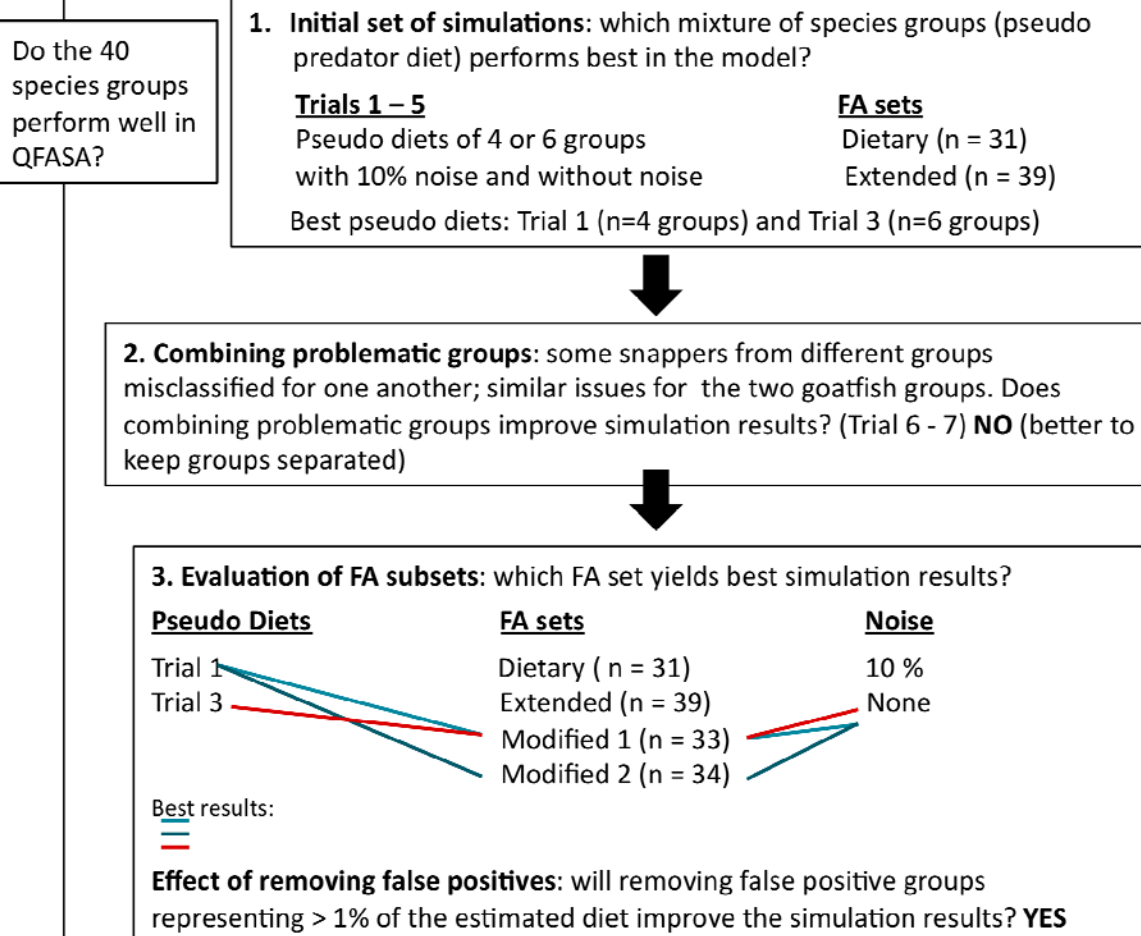 Do the 40
species groups
perform well in
QFASA?
1. Initial set of simulations: which mixture of species groups (pseudo
predator diet) performs best in the model?
Trials 1 – 5
FA sets
Pseudo diets of 4 or 6 groups
Dietary (n = 31)
with 10% noise and without noise
Extended (n = 39)
Best pseudo diets: Trial 1 (n=4 groups) and Trial 3 (n=6 groups)
2. Combining problematic groups: some snappers from different groups
misclassified for one another; similar issues for the two goatfish groups. Does
combining problematic groups improve simulation results? (Trial 6 - 7) NO (better to
keep groups separated)
3. Evaluation of FA subsets: which FA set yields best simulation results?
Pseudo Diets
FA sets
Noise
Trial 1
Dietary ( n = 31)
10 %
Trial 3
Extended (n = 39)
None
Modified 1 (n = 33)
Modified 2 (n = 34)
Best results:
Effect of removing false positives: will removing false positive groups
representing > 1% of the estimated diet improve the simulation results? YES